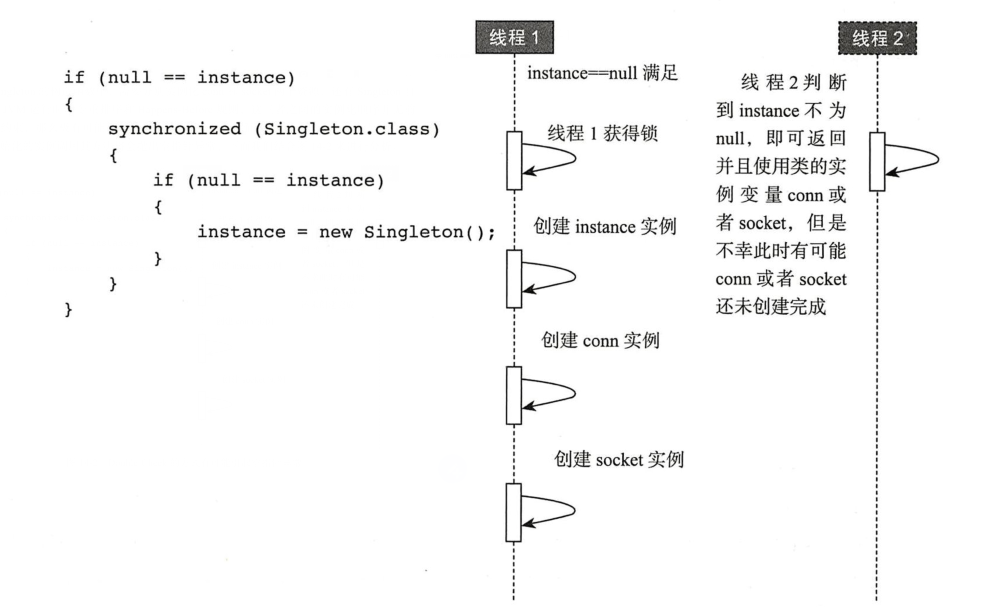 if (null == instance)
{
synchronized (Singleton.class)
{
if (null == instance)
{
instance = new Singleton();
}
}
}
线程 1
instance==null 满足
线程 1 获得锁
创建 instance 实例
创建 conn 实例
创建 socket 实例
线程 2
线程 2 判断
到 instance 不为
null，即可返回
并且使用类的实
例变量 conn 或
者 socket，但是
不幸此时有可能
conn 或者 socket
还未创建完成